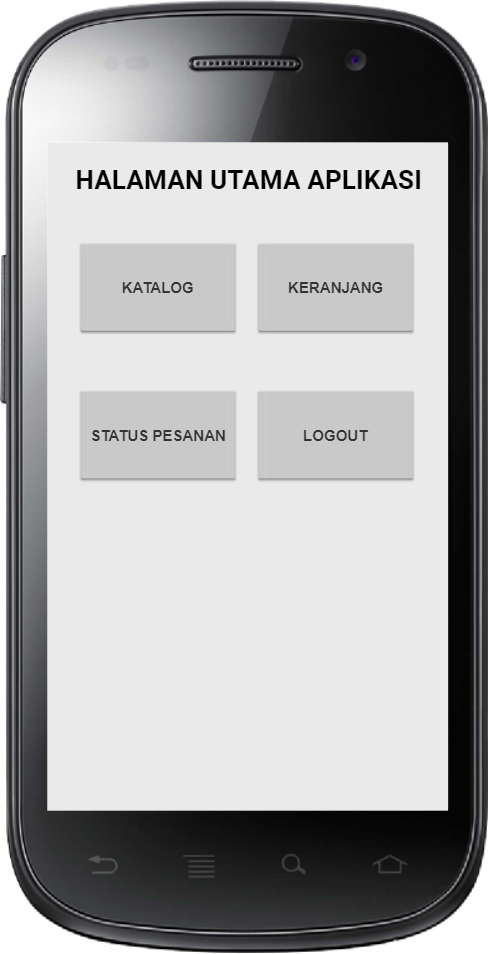 HALAMAN UTAMA APLIKASI
KATALOG
KERANJANG
STATUS PESANAN
LOGOUT